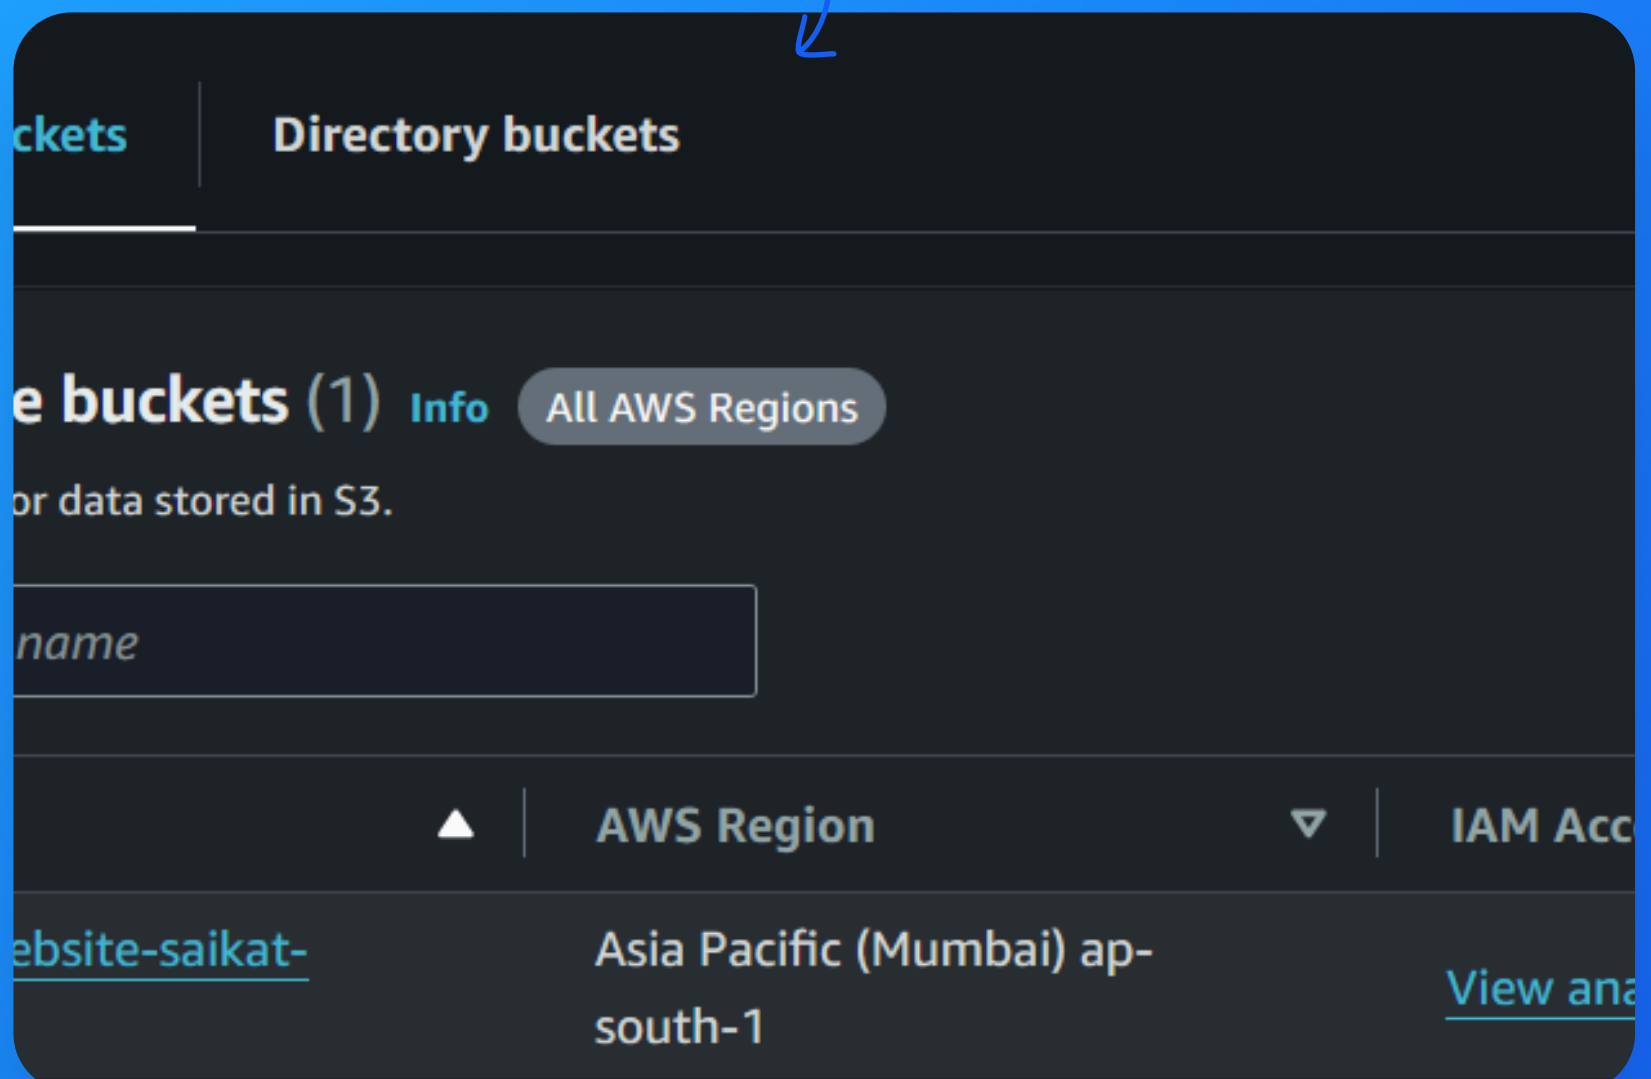 ckets
Directory buckets
e buckets (1) Info All AWS Regions
or data stored in S3.
name
AWS Region
IAM Acc
ebsite-saikat-
Asia Pacific (Mumbai) ap-
south-1
View ana